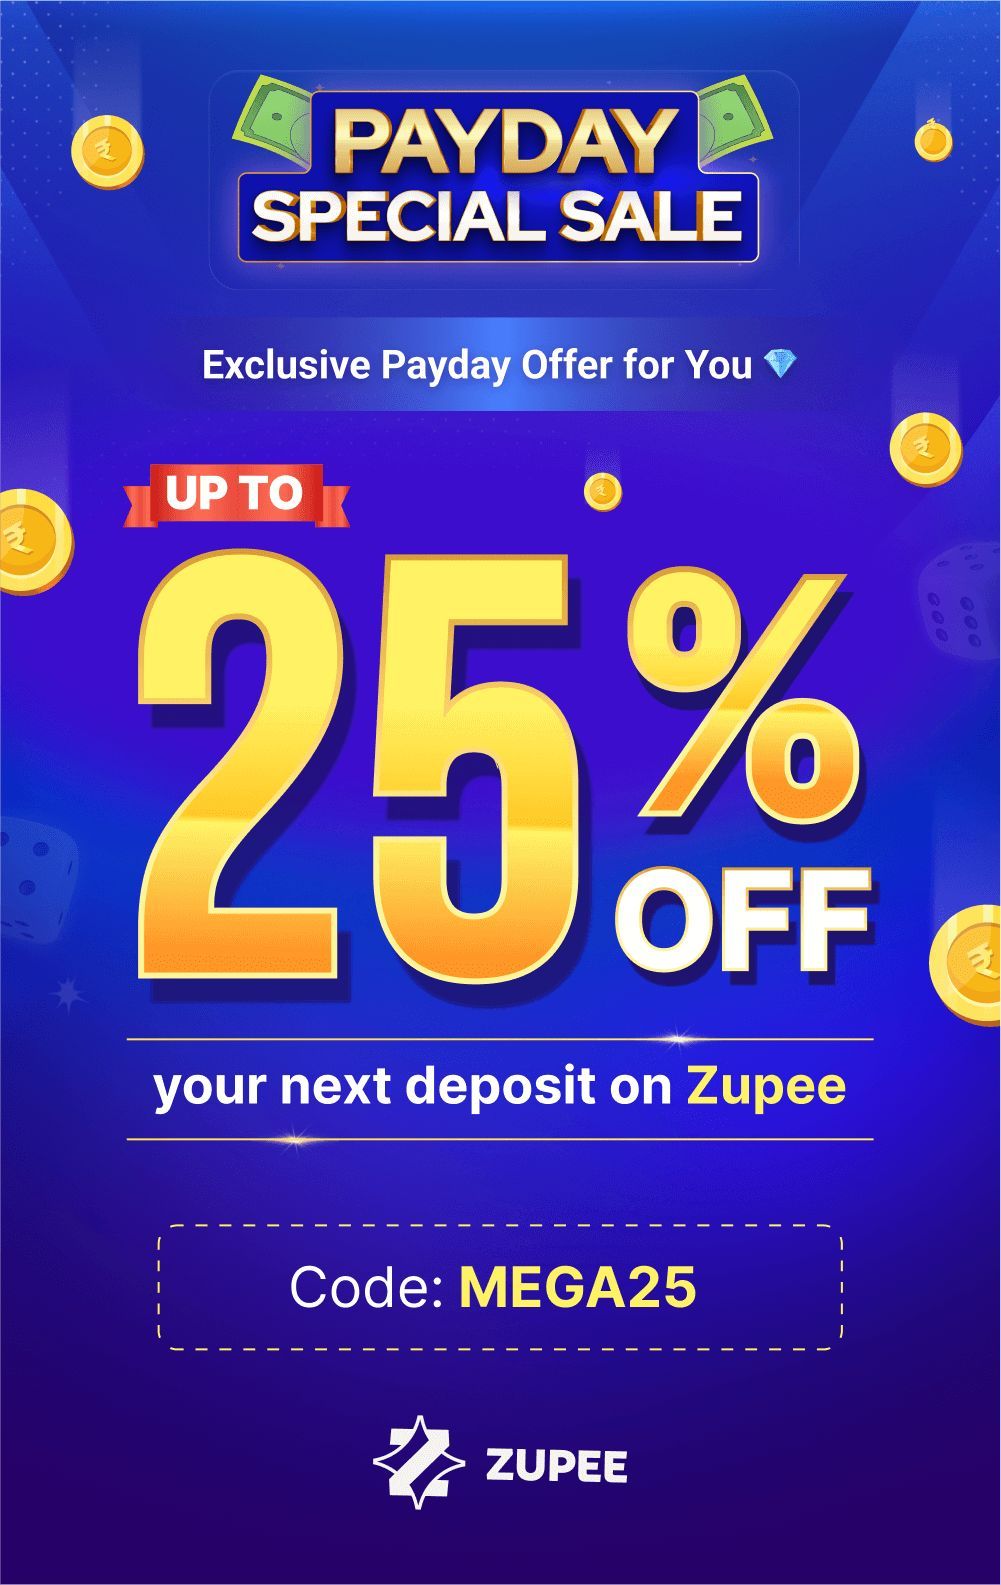 PAYDAY
SPECIAL SALE
Exclusive Payday Offer for You 💎
UP TO
25%
OFF
your next deposit on Zupee
Code: MEGA25
ZUPEE